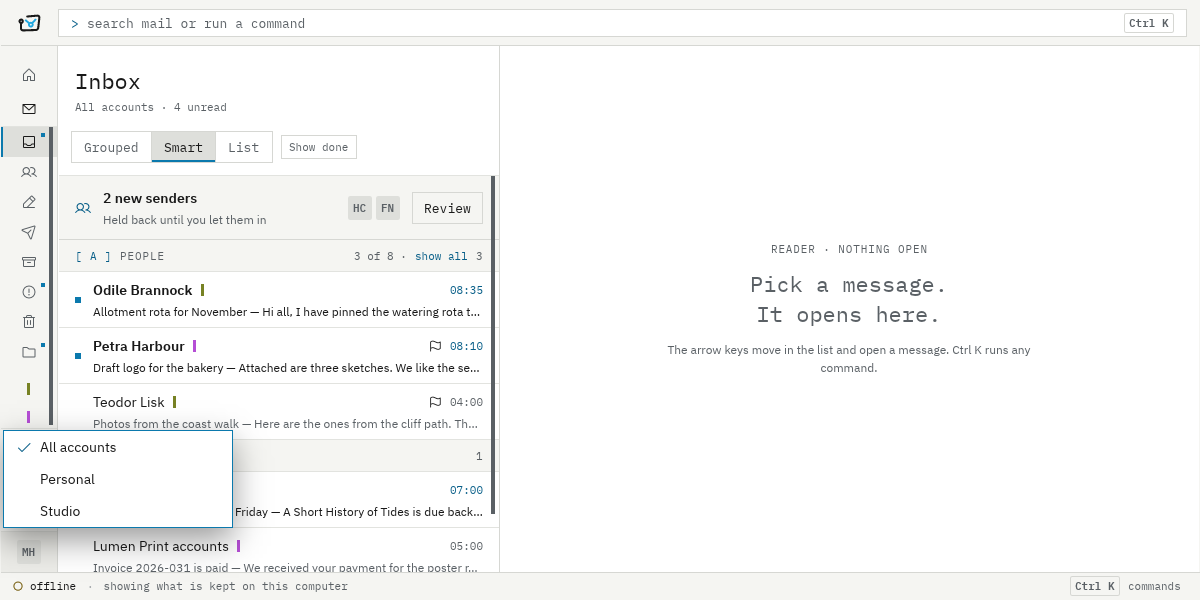 > search mail or run a command
Ctrl K
Inbox
All accounts · 4 unread
Grouped
Smart
List
Show done
2 new senders
Held back until you let them in
HC
FN
Review
[ A ] PEOPLE
3 of 8 · show all 3
Odile Brannock
08:35
Allotment rota for November — Hi all, I have pinned the watering rota t…
Petra Harbour
08:10
Draft logo for the bakery — Attached are three sketches. We like the se…
Teodor Lisk
04:00
Photos from the coast walk — Here are the ones from the cliff path. Th…
1
07:00
Friday — A Short History of Tides is due back…
Lumen Print accounts
05:00
Invoice 2026-031 is paid — We received your payment for the poster r…
All accounts
Personal
Studio
MH
READER · NOTHING OPEN
Pick a message.
It opens here.
The arrow keys move in the list and open a message. Ctrl K runs any
command.
offline · showing what is kept on this computer
Ctrl K commands